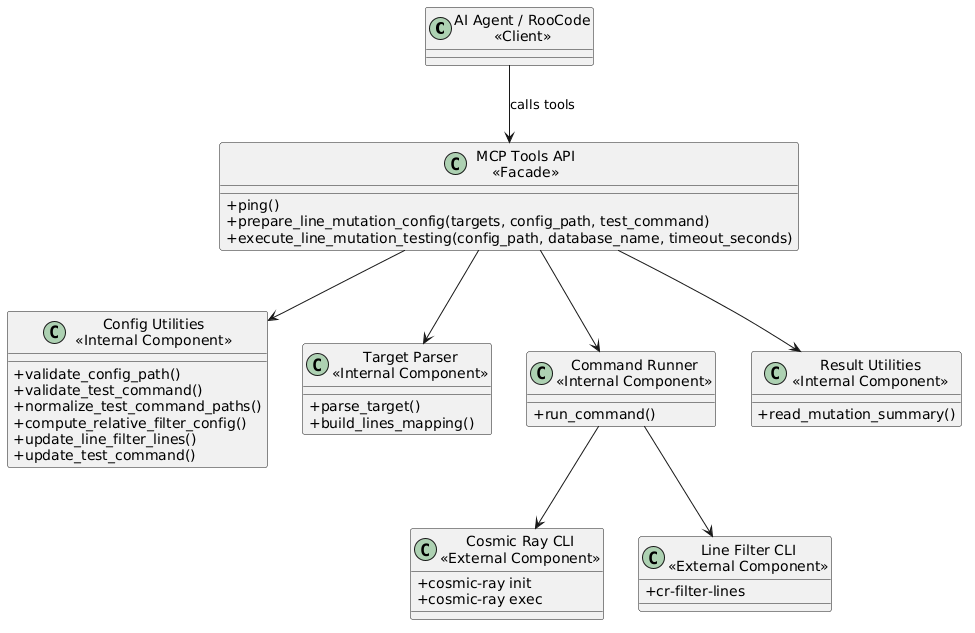 C
AI Agent / RooCode
«Client»
calls tools
C
MCP Tools API
«Facade»
+ping()
+prepare_line_mutation_config(targets, config_path, test_command)
+execute_line_mutation_testing(config_path, database_name, timeout_seconds)
C
Config Utilities
«Internal Component»
+validate_config_path()
+validate_test_command()
+normalize_test_command_paths()
+compute_relative_filter_config()
+update_line_filter_lines()
+update_test_command()
C
Target Parser
«Internal Component»
+parse_target()
+build_lines_mapping()
C
Command Runner
«Internal Component»
+run_command()
C
Result Utilities
«Internal Component»
+read_mutation_summary()
C
Cosmic Ray CLI
«External Component»
+cosmic-ray init
+cosmic-ray exec
C
Line Filter CLI
«External Component»
+cr-filter-lines